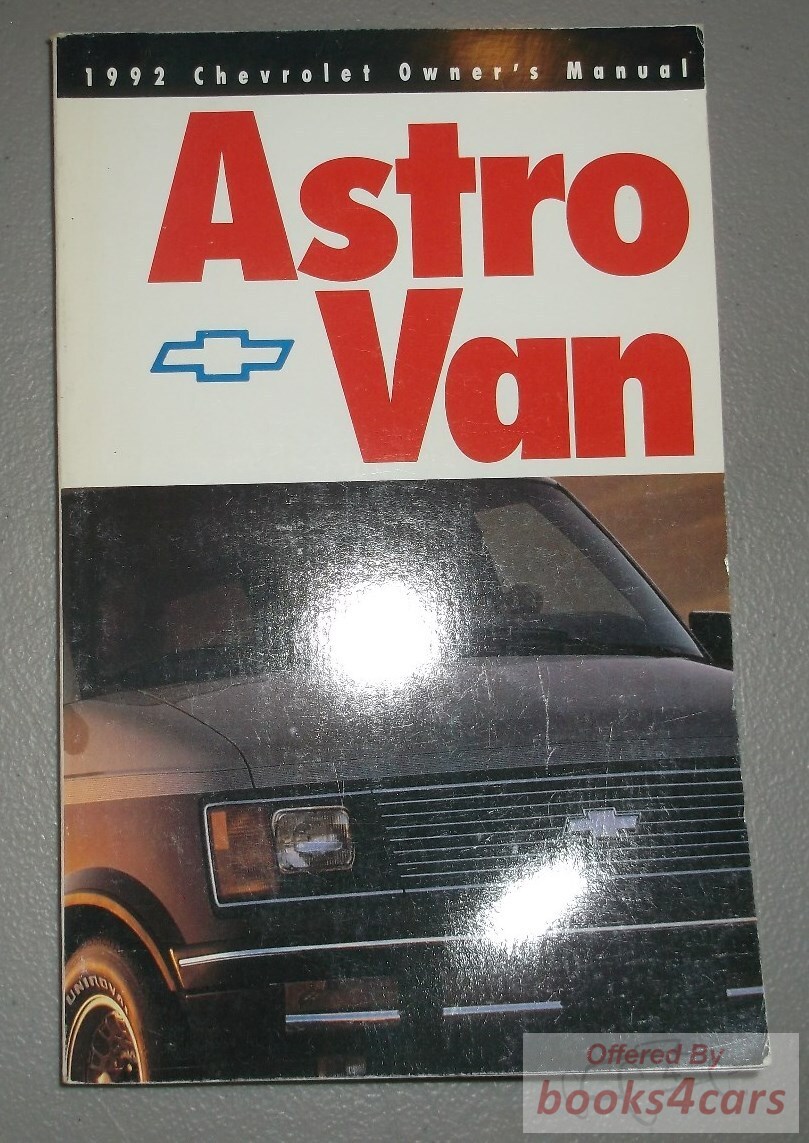 1992 Chevrolet Owner's Manual
Astro
Van
UNIROYAL
Offered By
books4cars